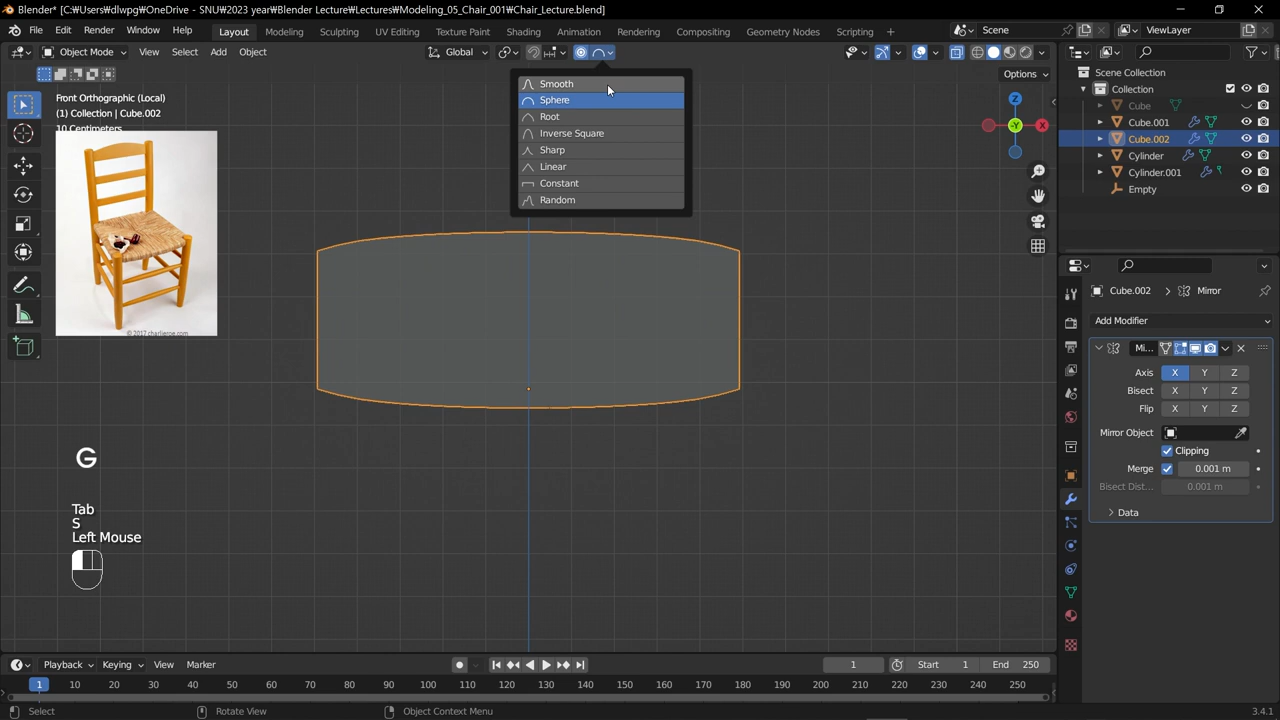 Blender* [C:₩Users₩dlwpg₩OneDrive - SNU₩2023 year₩Blender Lecture₩Lectures₩Modeling_05_Chair_001₩Chair_Lecture.blend]
File Edit Render Window Help Layout Modeling Sculpting UV Editing Texture Paint Shading Animation Rendering Compositing Geometry Nodes Scripting + Scene ViewLayer
Object Mode View Select Add Object Global
Options
Smooth
Sphere
Root
Inverse Square
Sharp
Linear
Constant
Random
Front Orthographic (Local)
(1) Collection | Cube.002
10 Centimeters
© 2017 charlieroe.com
Z
-Y
X
G
Tab
S
Left Mouse
Scene Collection
Collection
Cube
Cube.001
Cube.002
Cylinder
Cylinder.001
Empty
Cube.002 > Mirror
Add Modifier
Mi...
Axis X Y Z
Bisect X Y Z
Flip X Y Z
Mirror Object
Clipping
Merge 0.001 m
Bisect Dist... 0.001 m
Data
Playback Keying View Marker 1 Start 1 End 250
1 10 20 30 40 50 60 70 80 90 100 110 120 130 140 150 160 170 180 190 200 210 220 230 240 250
Select Rotate View Object Context Menu 3.4.1